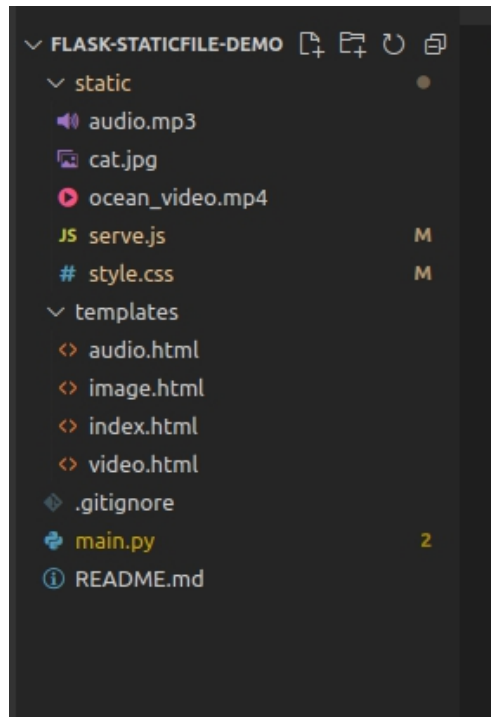 FLASK-STATICFILE-DEMO
static
audio.mp3
cat.jpg
ocean_video.mp4
JS serve.js M
# style.css M
templates
<> audio.html
<> image.html
<> index.html
<> video.html
.gitignore
main.py 2
README.md